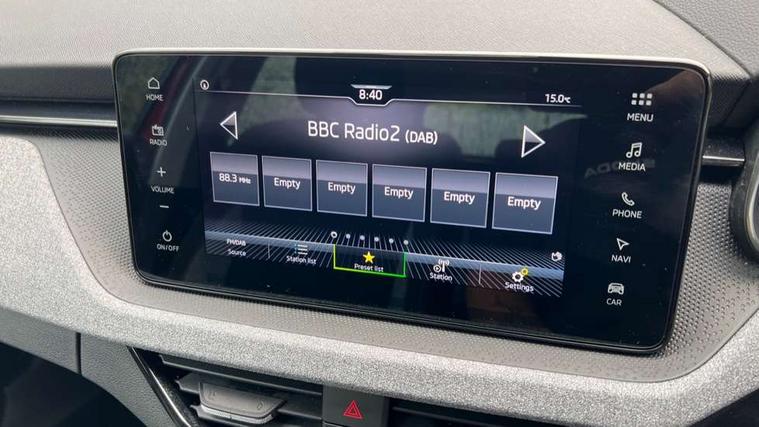 HOME
RADIO
VOLUME
ON/OFF
8:40
15.0°C
BBC Radio2 (DAB)
88.3 MHz
Empty
Empty
Empty
Empty
Empty
FM/DAB
Source
Station list
Preset list
Station
Settings
MENU
MEDIA
PHONE
NAVI
CAR